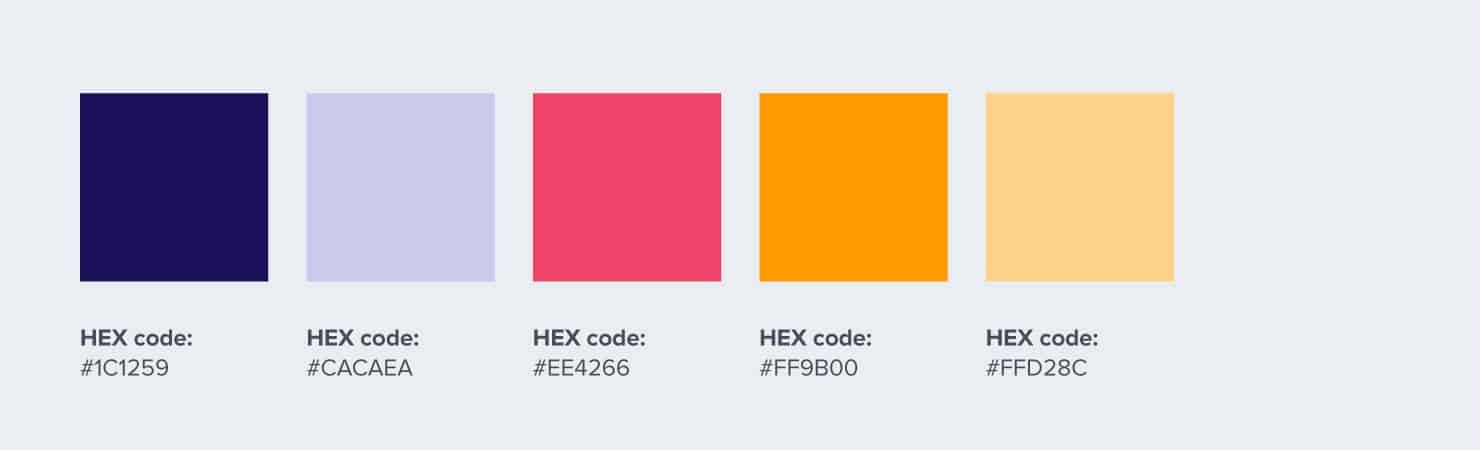 HEX code:
#1C1259
HEX code:
#CACAEA
HEX code:
#EE4266
HEX code:
#FF9B00
HEX code:
#FFD28C